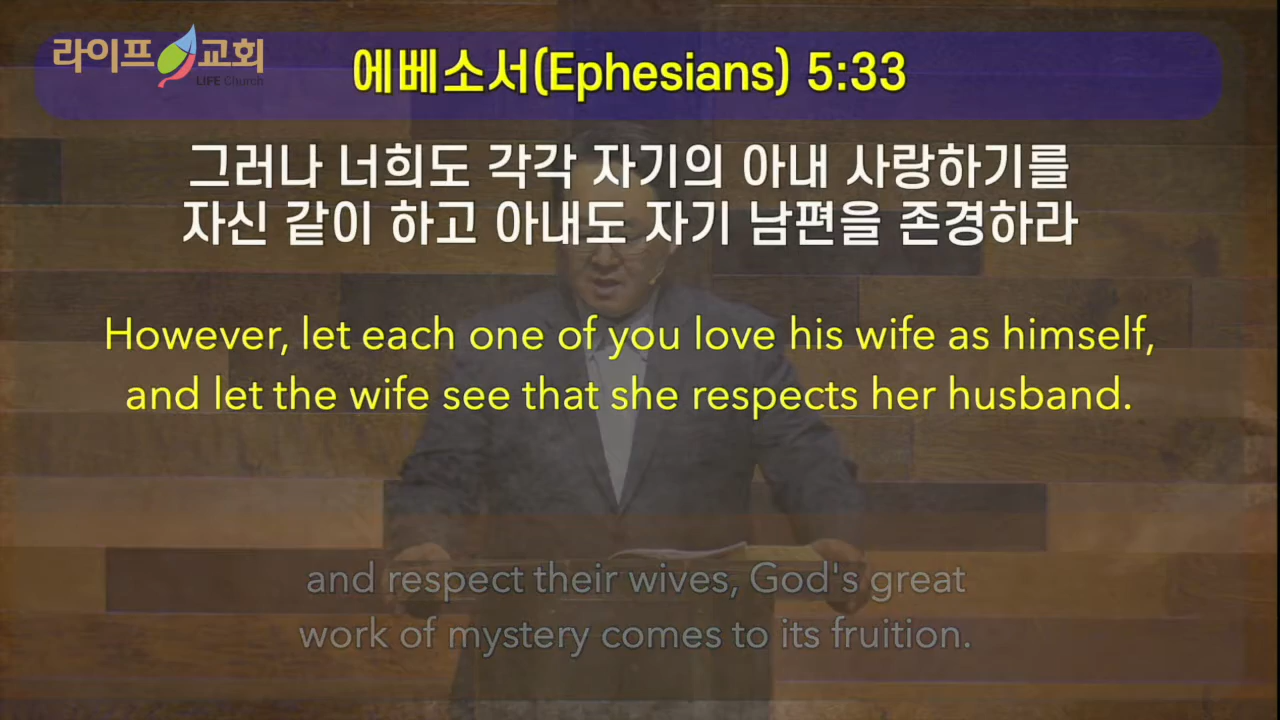 라이프 교회
LIFE Church
에베소서(Ephesians) 5:33
그러나 너희도 각각 자기의 아내 사랑하기를
자신 같이 하고 아내도 자기 남편을 존경하라
However, let each one of you love his wife as himself,
and let the wife see that she respects her husband.
and respect their wives, God's great
work of mystery comes to its fruition.